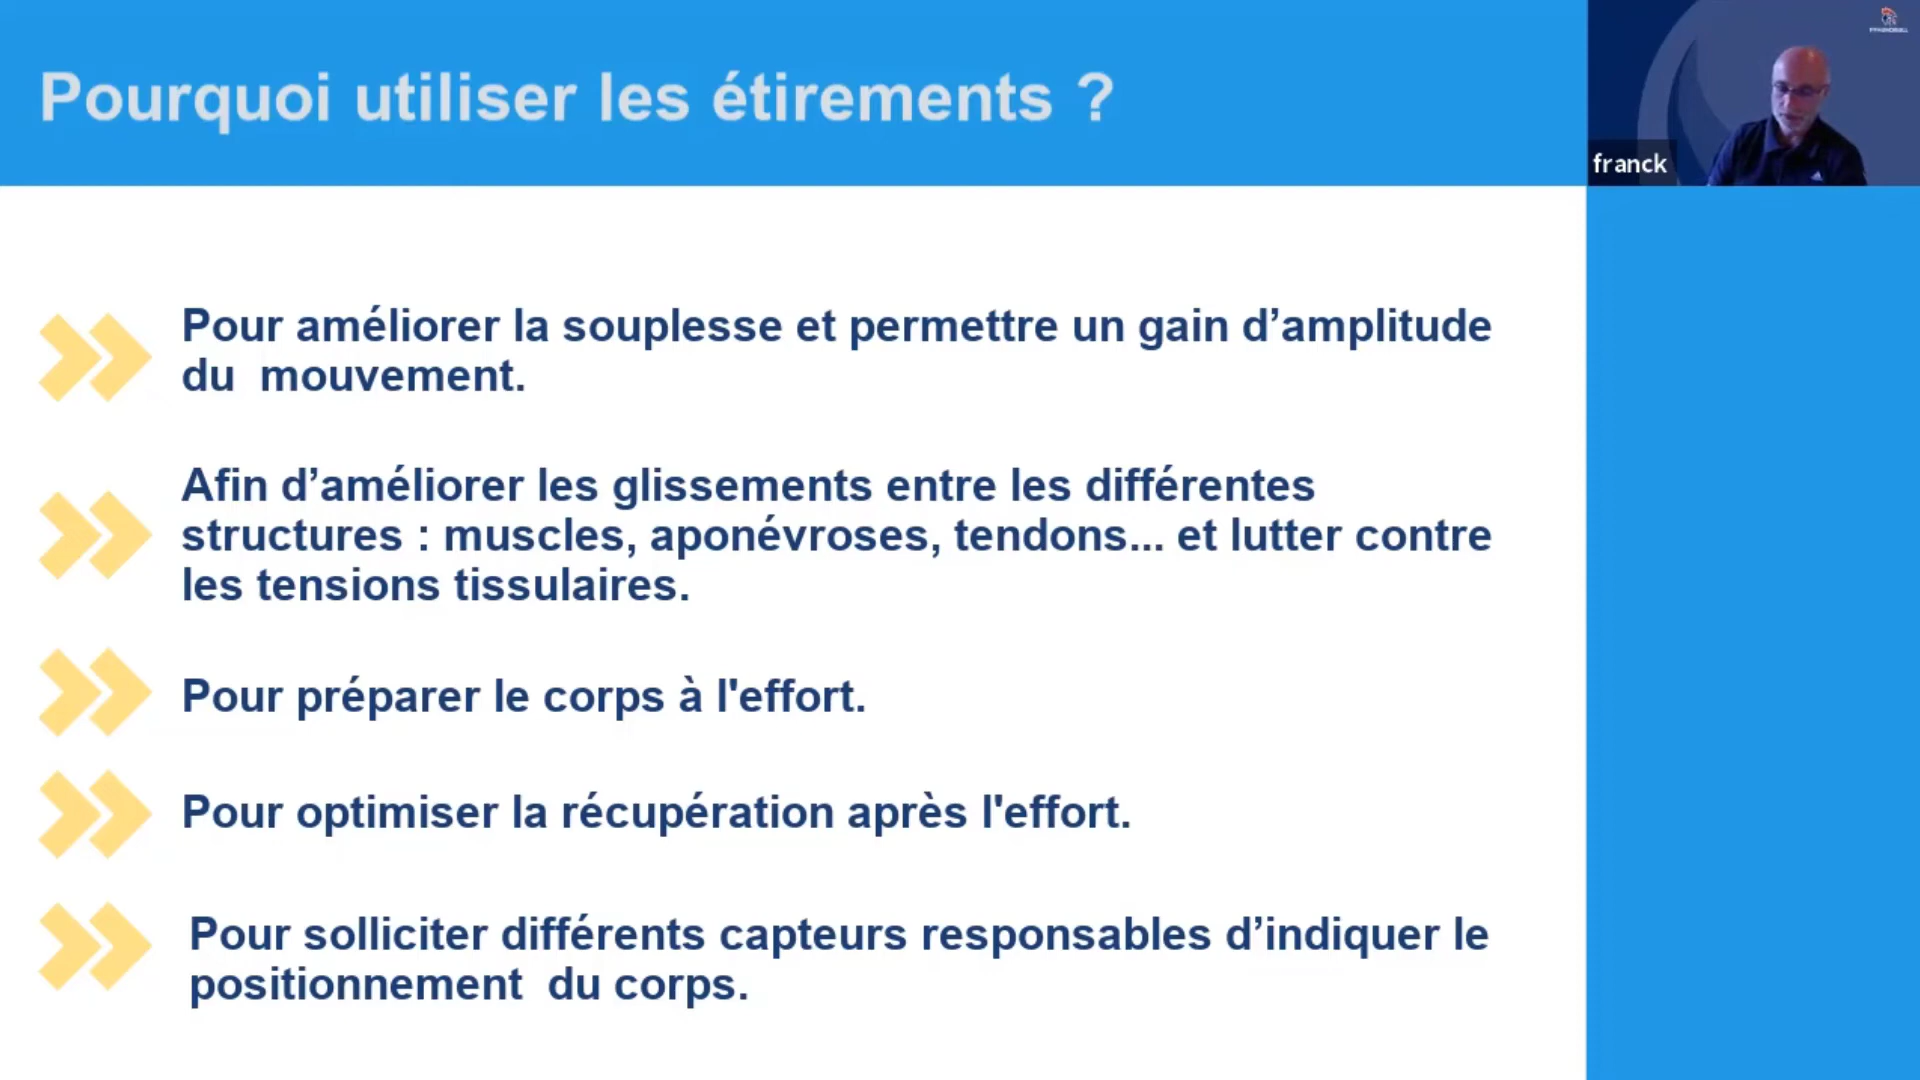 Pourquoi utiliser les étirements ?
franck
Pour améliorer la souplesse et permettre un gain d’amplitude
du  mouvement.
Afin d’améliorer les glissements entre les différentes
structures : muscles, aponévroses, tendons... et lutter contre
les tensions tissulaires.
Pour préparer le corps à l'effort.
Pour optimiser la récupération après l'effort.
Pour solliciter différents capteurs responsables d’indiquer le
positionnement  du corps.